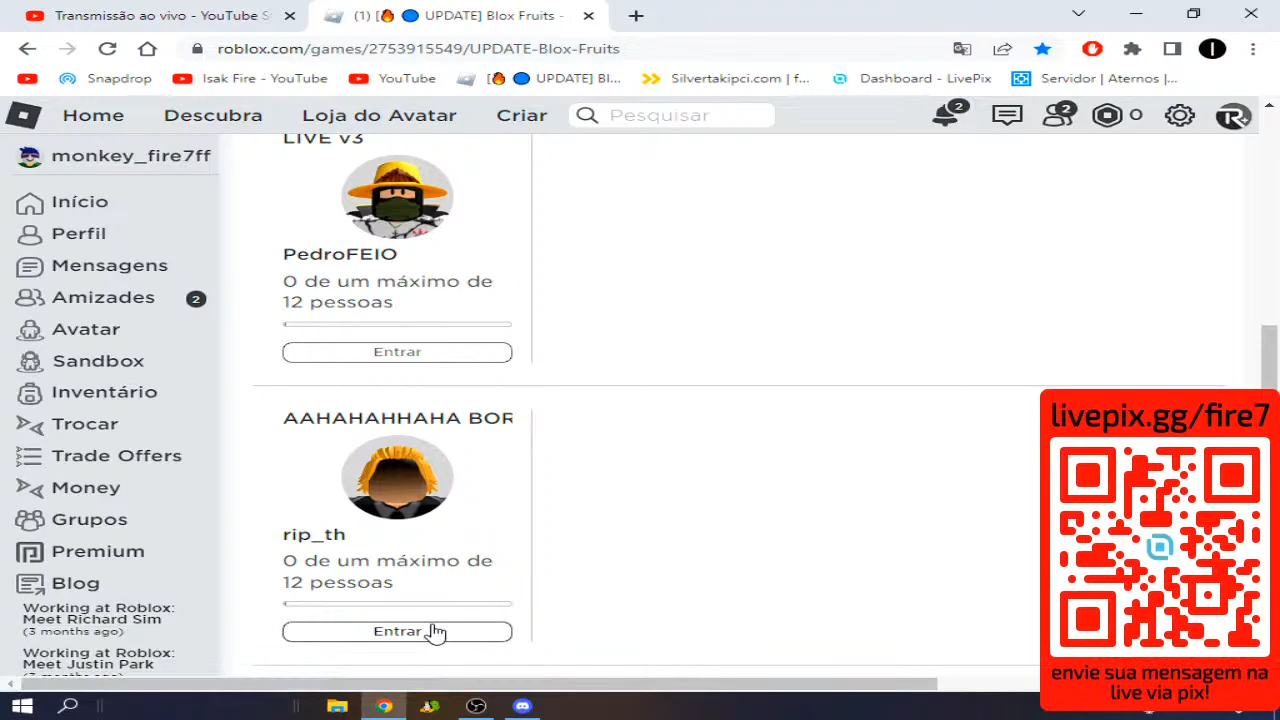 Transmissão ao vivo - YouTube S
(1) [🔥 🔵 UPDATE] Blox Fruits -
roblox.com/games/2753915549/UPDATE-Blox-Fruits
Snapdrop
Isak Fire - YouTube
YouTube
[🔥 🔵 UPDATE] Bl...
Silvertakipci.com | f...
Dashboard - LivePix
Servidor | Aternos |...
Home
Descubra
Loja do Avatar
Criar
Pesquisar
2
2
0
monkey_fire7ff
Início
Perfil
Mensagens
Amizades
2
Avatar
Sandbox
Inventário
Trocar
Trade Offers
Money
Grupos
Premium
Blog
Working at Roblox:
Meet Richard Sim
(3 months ago)
Working at Roblox:
Meet Justin Park
LIVE v3
PedroFEIO
0 de um máximo de
12 pessoas
Entrar
AAHAHAHHAHA BOR
rip_th
0 de um máximo de
12 pessoas
Entrar
livepix.gg/fire7
envie sua mensagem na
live via pix!